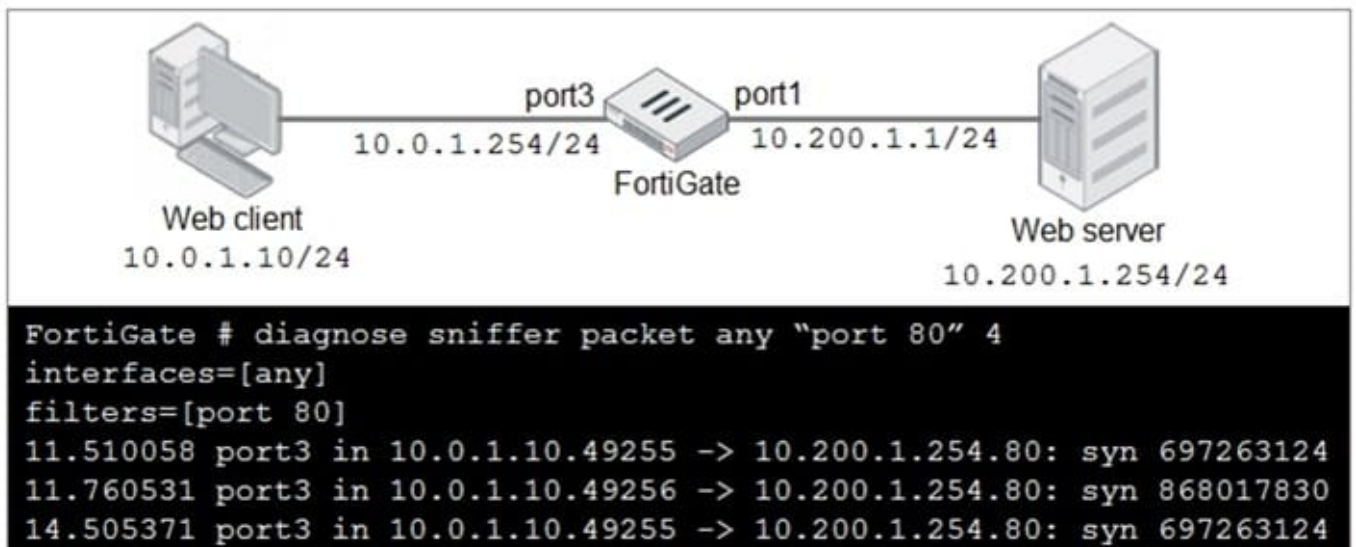 port3
port1
10.0.1.254/24
10.200.1.1/24
FortiGate
Web client
10.0.1.10/24
Web server
10.200.1.254/24
FortiGate # diagnose sniffer packet any “port 80” 4
interfaces=[any]
filters=[port 80]
11.510058 port3 in 10.0.1.10.49255 -> 10.200.1.254.80: syn 697263124
11.760531 port3 in 10.0.1.10.49256 -> 10.200.1.254.80: syn 868017830
14.505371 port3 in 10.0.1.10.49255 -> 10.200.1.254.80: syn 697263124